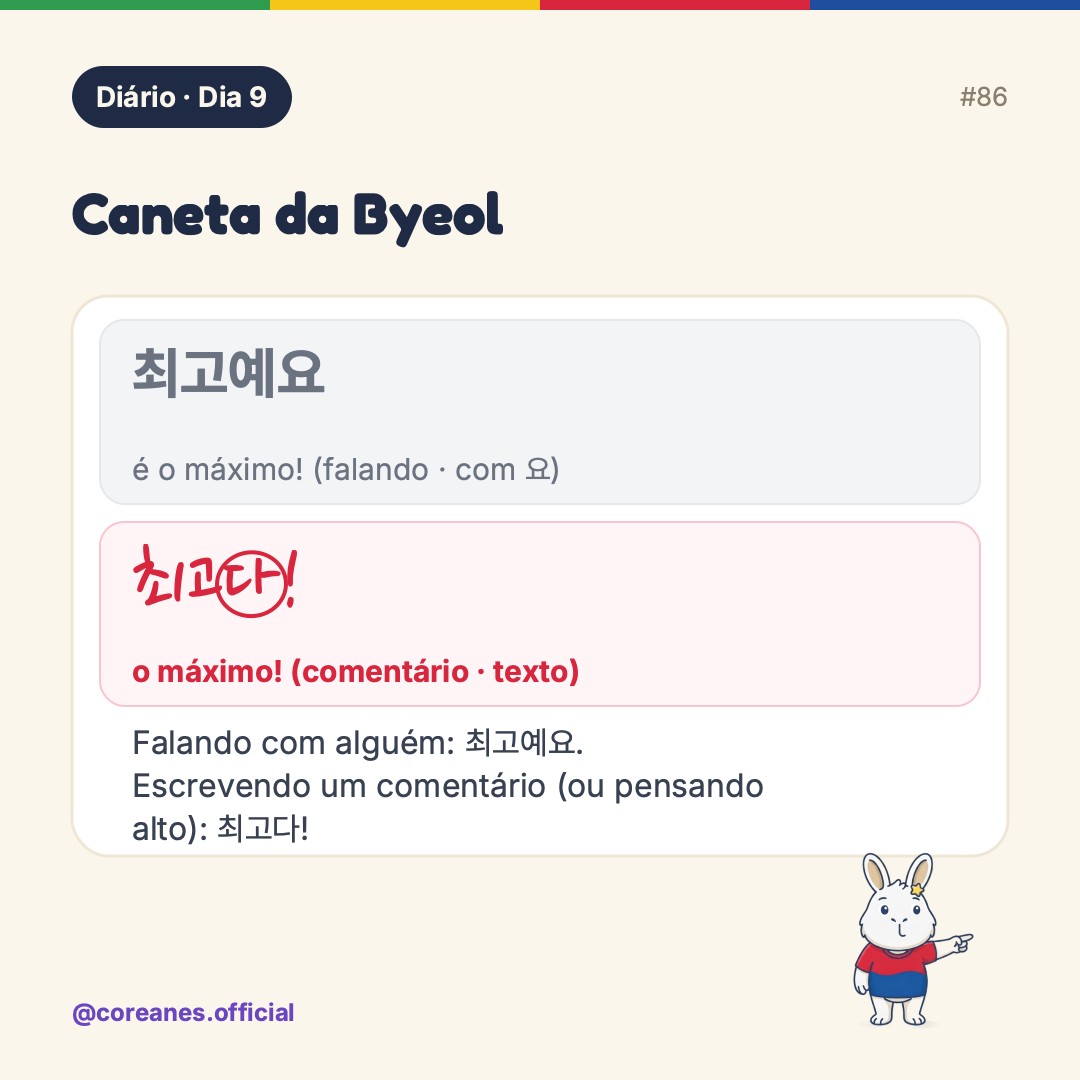 Diário · Dia 9
#86
Caneta da Byeol
최고예요
é o máximo! (falando · com 요)
최고다!
o máximo! (comentário · texto)
Falando com alguém: 최고예요.
Escrevendo um comentário (ou pensando
alto): 최고다!
@coreanes.official